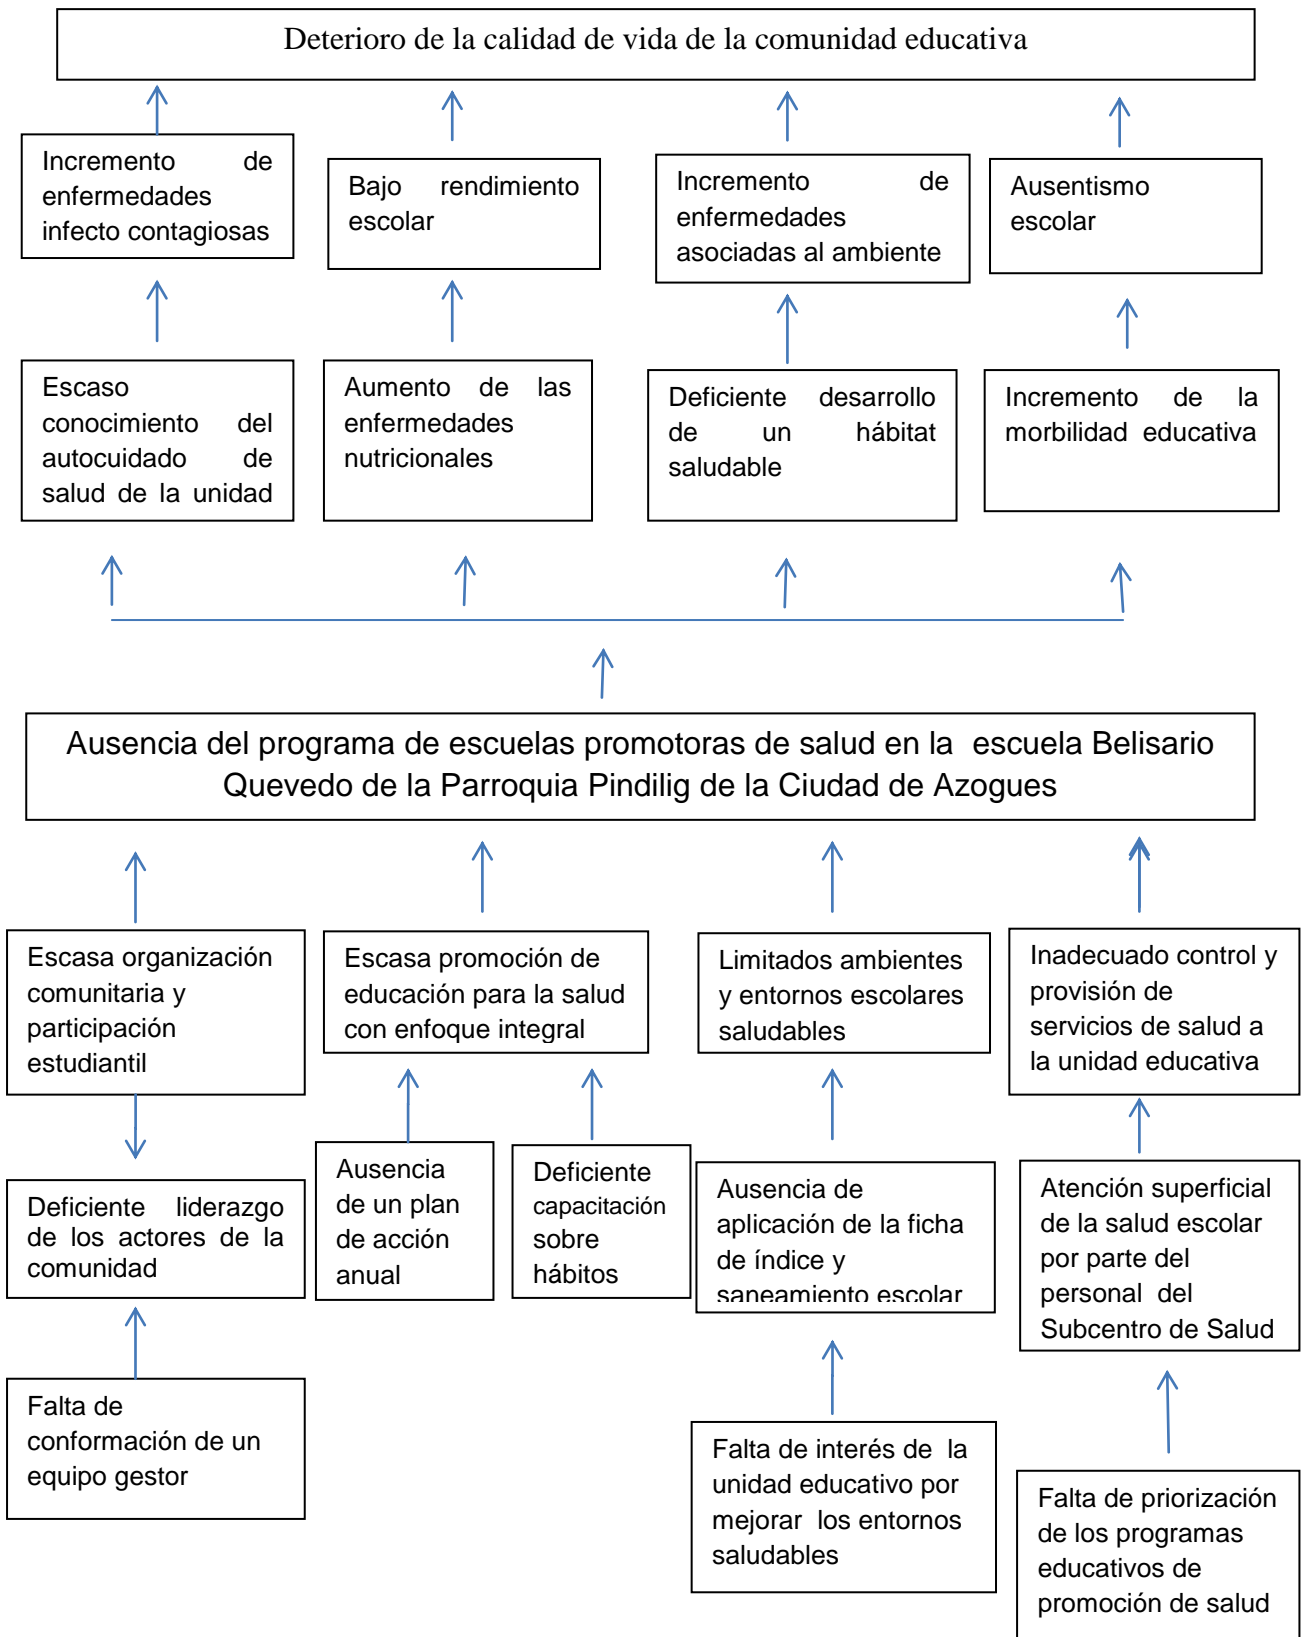 Deterioro de la calidad de vida de la comunidad educativa
Incremento de
enfermedades
infecto contagiosas
Bajo rendimiento
escolar
Incremento de
enfermedades
asociadas al ambiente
Ausentismo
escolar
Escaso
conocimiento del
autocuidado de
salud de la unidad
Aumento de las
enfermedades
nutricionales
Deficiente desarrollo
de un hábitat
saludable
Incremento de la
morbilidad educativa
Ausencia del programa de escuelas promotoras de salud en la escuela Belisario
Quevedo de la Parroquia Pindilig de la Ciudad de Azogues
Escasa organización
comunitaria y
participación
estudiantil
Escasa promoción de
educación para la salud
con enfoque integral
Limitados ambientes
y entornos escolares
saludables
Inadecuado control y
provisión de
servicios de salud a
la unidad educativa
Deficiente liderazgo
de los actores de la
comunidad
Ausencia
de un plan
de acción
anual
Deficiente
capacitación
sobre
hábitos
Ausencia de
aplicación de la ficha
de índice y
saneamiento escolar
Atención superficial
de la salud escolar
por parte del
personal del
Subcentro de Salud
Falta de
conformación de un
equipo gestor
Falta de interés de la
unidad educativo por
mejorar los entornos
saludables
Falta de priorización
de los programas
educativos de
promoción de salud